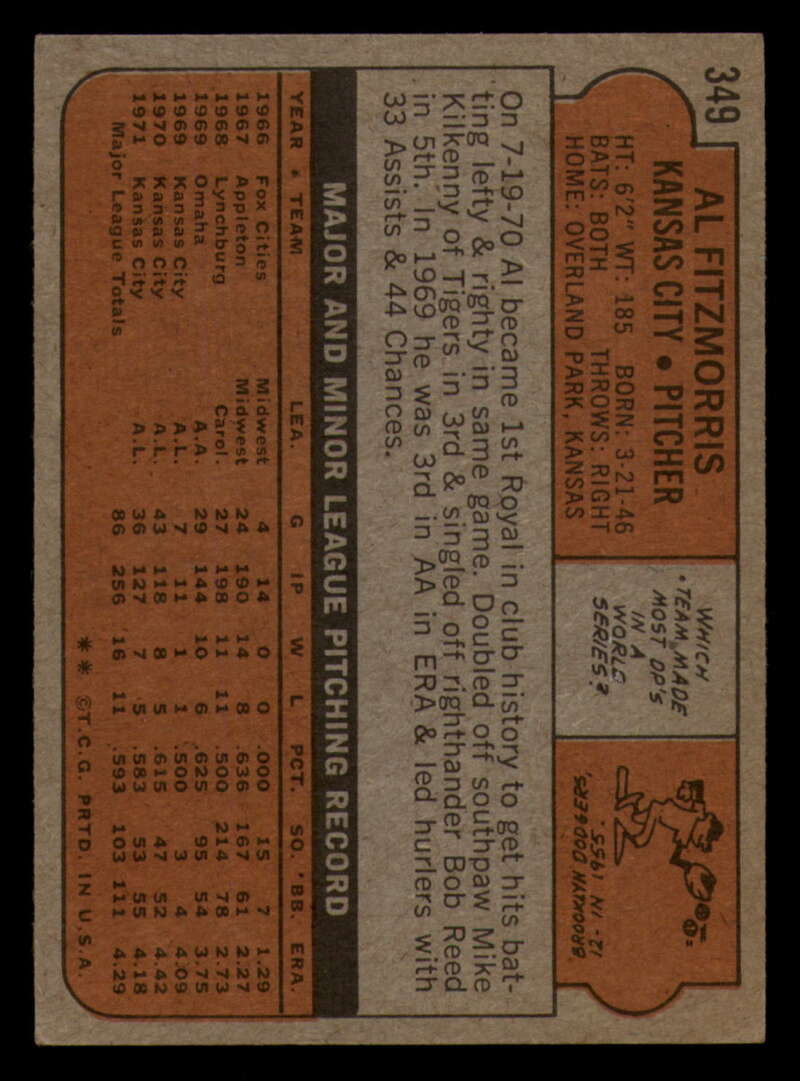 349
AL FITZMORRIS
KANSAS CITY • PITCHER
HT: 6'2" WT: 185 BORN: 3-21-46
BATS: BOTH THROWS: RIGHT
HOME: OVERLAND PARK, KANSAS
WHICH
TEAM MADE
MOST DP'S
IN A
WORLD
SERIES?
BROOKLYN DODGERS,
12 - IN 1955.
On 7-19-70 Al became 1st Royal in club history to get hits bat-
ting lefty & righty in same game. Doubled off southpaw Mike
Kilkenny of Tigers in 3rd & singled off righthander Bob Reed
in 5th. In 1969 he was 3rd in AA in ERA & led hurlers with
33 Assists & 44 Chances.
MAJOR AND MINOR LEAGUE PITCHING RECORD
YEAR • TEAM LEA. G IP W L PCT. SO. BB. ERA.
1966 Fox Cities Midwest 4 14 0 0 .000 15 7 1.29
1967 Appleton Midwest 24 190 14 8 .636 167 61 2.27
1968 Lynchburg Carol. 27 198 11 11 .500 214 78 2.73
1969 Omaha A.A. 29 144 10 6 .625 95 54 3.75
1969 Kansas City A.L. 7 11 1 1 .500 3 4 4.09
1970 Kansas City A.L. 43 118 8 5 .615 47 52 4.42
1971 Kansas City A.L. 36 127 7 5 .583 53 55 4.18
Major League Totals 86 256 16 11 .593 103 111 4.29
** ©T.C.G. PRTD. IN U.S.A.